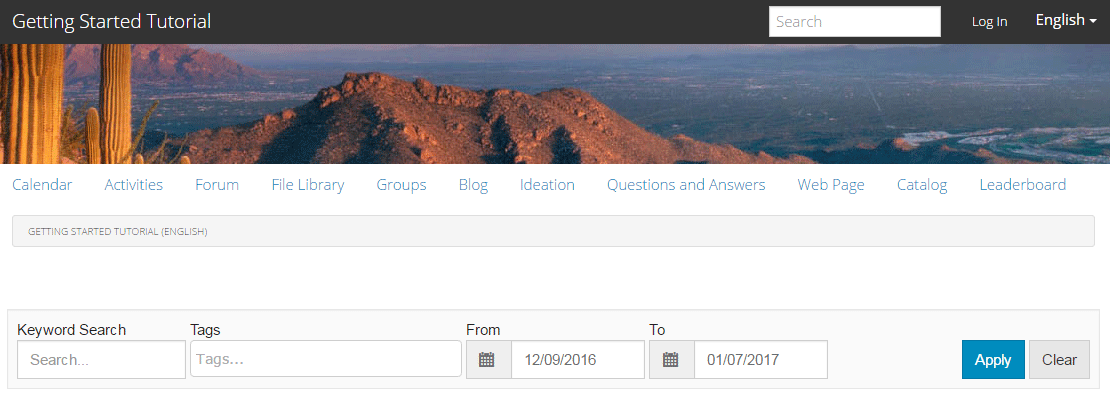 Getting Started Tutorial Search Log In English
Calendar Activities Forum File Library Groups Blog Ideation Questions and Answers Web Page Catalog Leaderboard
GETTING STARTED TUTORIAL (ENGLISH)
Keyword Search Tags From To
Search... Tags... 12/09/2016 01/07/2017 Apply Clear